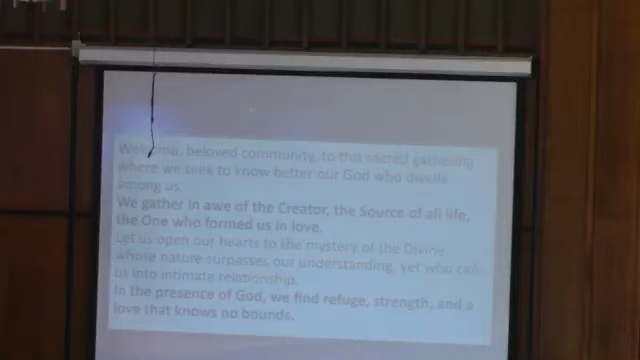 Welcome, beloved community, to this sacred gathering
where we seek to know better our God who dwells
among us.
We gather in awe of the Creator, the Source of all life,
the One who formed us in love.
Let us open our hearts to the mystery of the Divine
whose nature surpasses our understanding, yet who calls
us into intimate relationship.
In the presence of God, we find refuge, strength, and a
love that knows no bounds.